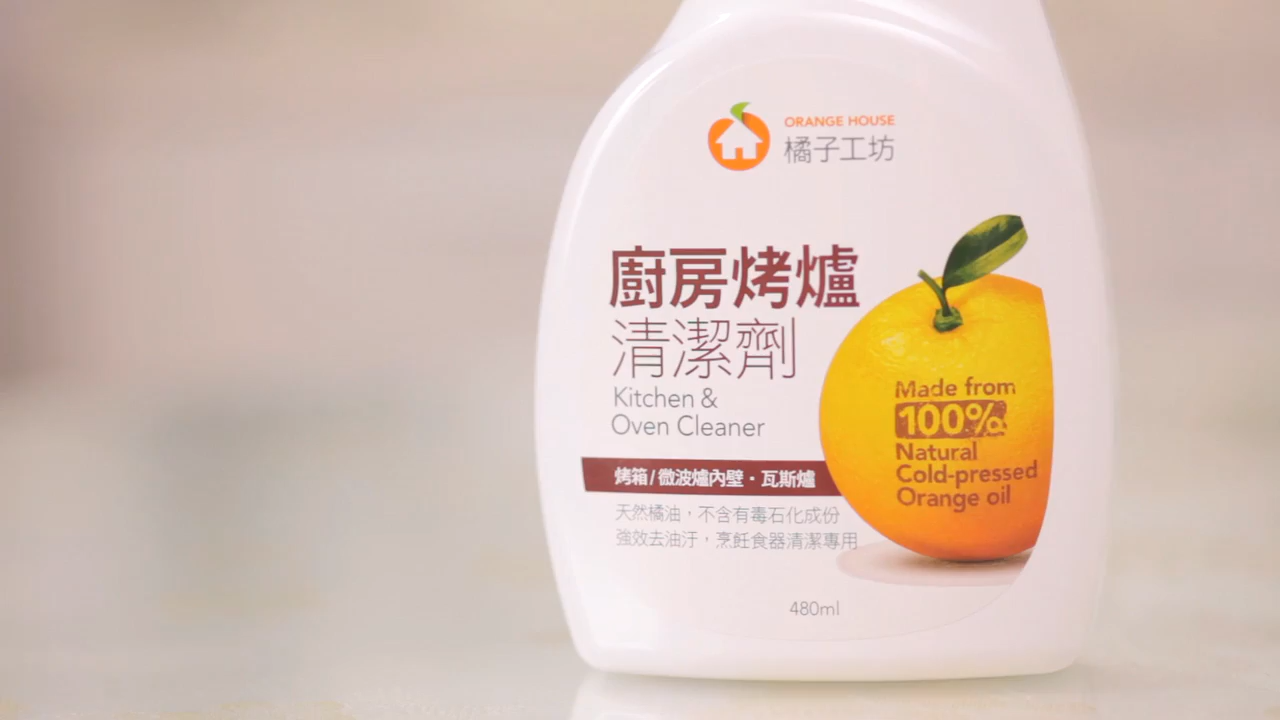 ORANGE HOUSE
橘子工坊
廚房烤爐
清潔劑
Kitchen &
Oven Cleaner
烤箱/微波爐內壁・瓦斯爐
天然橘油，不含有毒石化成份
強效去油汙，烹飪食器清潔專用
480ml
Made from
100%
Natural
Cold-pressed
Orange oil